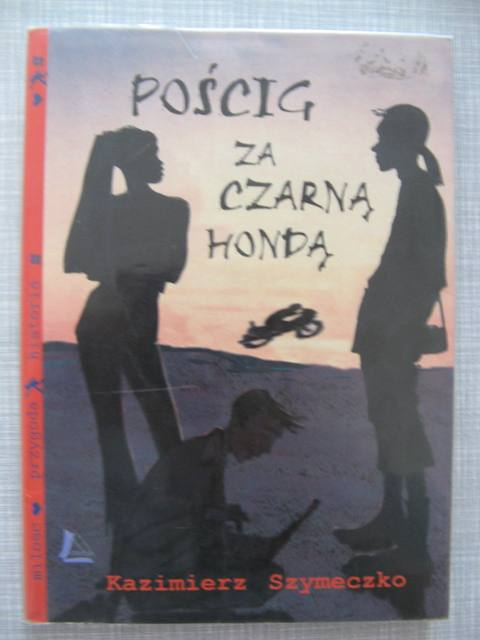 POŚCIG
ZA
CZARNĄ
HONDĄ
miłość przygoda historia
Kazimierz Szymeczko